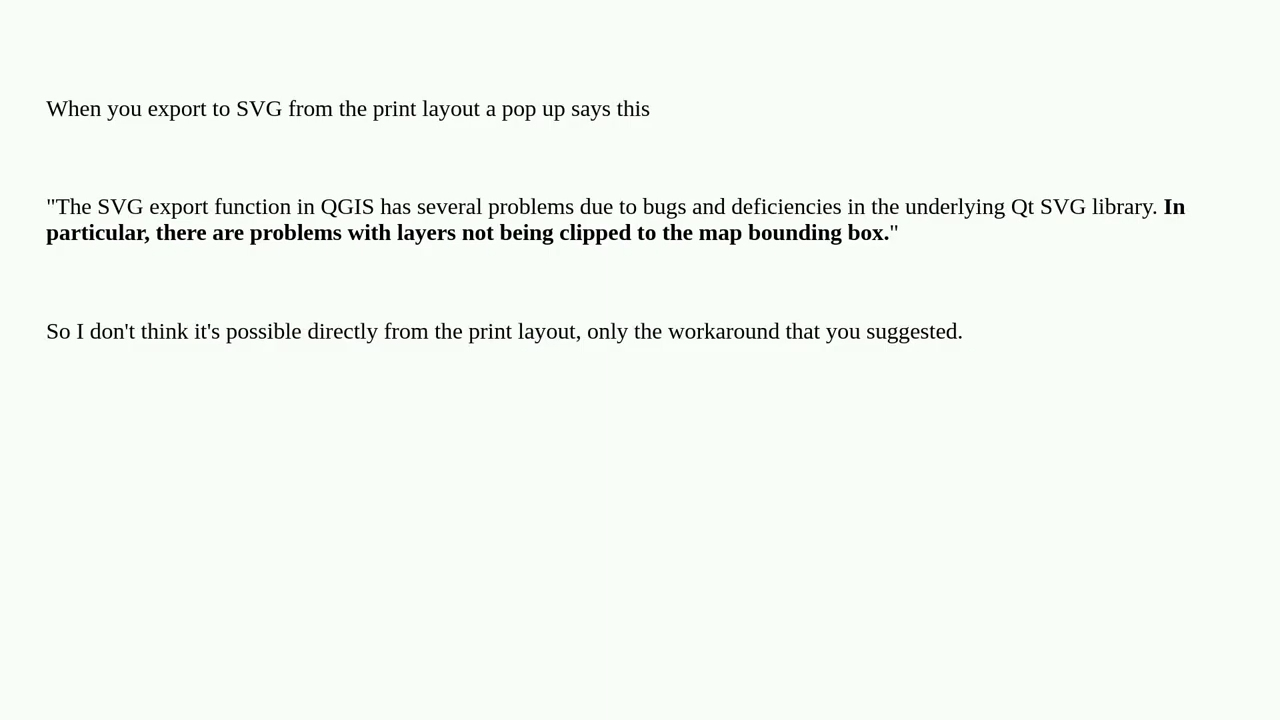 When you export to SVG from the print layout a pop up says this
"The SVG export function in QGIS has several problems due to bugs and deficiencies in the underlying Qt SVG library. In
particular, there are problems with layers not being clipped to the map bounding box."
So I don't think it's possible directly from the print layout, only the workaround that you suggested.